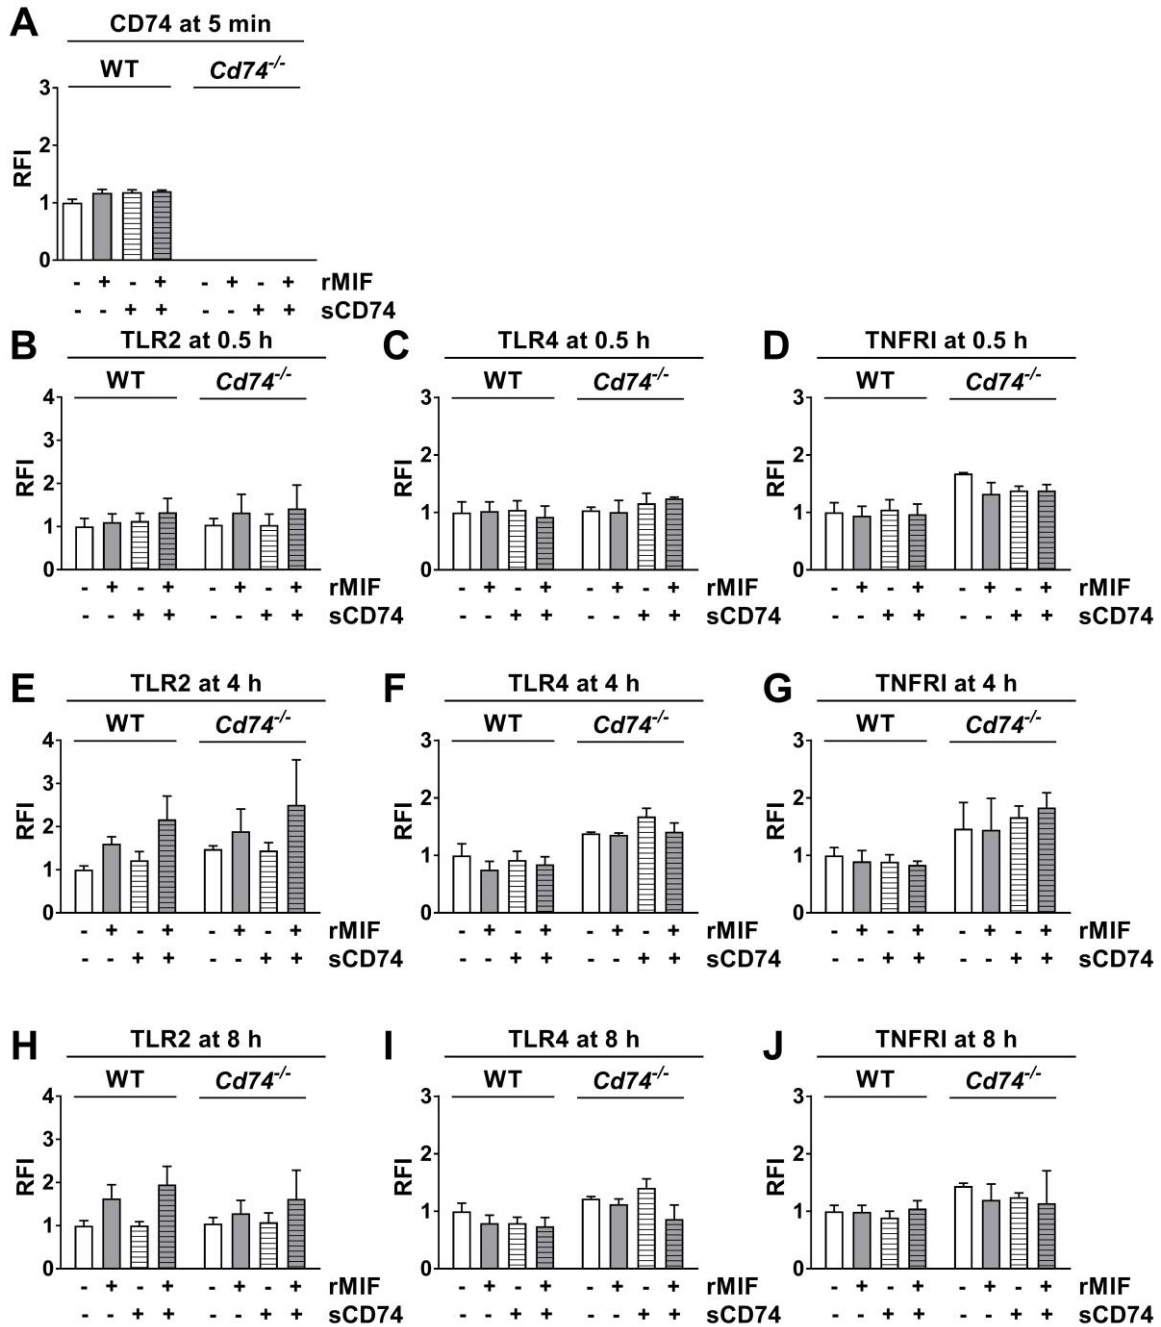 A CD74 at 5 min
WT Cd74-/-
3
2
1
0
RFI
- + - + - + - + rMIF
- - + + - - + + sCD74
B TLR2 at 0.5 h C TLR4 at 0.5 h D TNFRI at 0.5 h
WT Cd74-/- WT Cd74-/- WT Cd74-/-
4 3 3
3 2 2
2 1 1
1 0 0
0
RFI RFI RFI
- + - + - + - + rMIF - + - + - + - + rMIF - + - + - + - + rMIF
- - + + - - + + sCD74 - - + + - - + + sCD74 - - + + - - + + sCD74
E TLR2 at 4 h F TLR4 at 4 h G TNFRI at 4 h
WT Cd74-/- WT Cd74-/- WT Cd74-/-
4 3 3
3 2 2
2 1 1
1 0 0
0
RFI RFI RFI
- + - + - + - + rMIF - + - + - + - + rMIF - + - + - + - + rMIF
- - + + - - + + sCD74 - - + + - - + + sCD74 - - + + - - + + sCD74
H TLR2 at 8 h I TLR4 at 8 h J TNFRI at 8 h
WT Cd74-/- WT Cd74-/- WT Cd74-/-
4 3 3
3 2 2
2 1 1
1 0 0
0
RFI RFI RFI
- + - + - + - + rMIF - + - + - + - + rMIF - + - + - + - + rMIF
- - + + - - + + sCD74 - - + + - - + + sCD74 - - + + - - + + sCD74